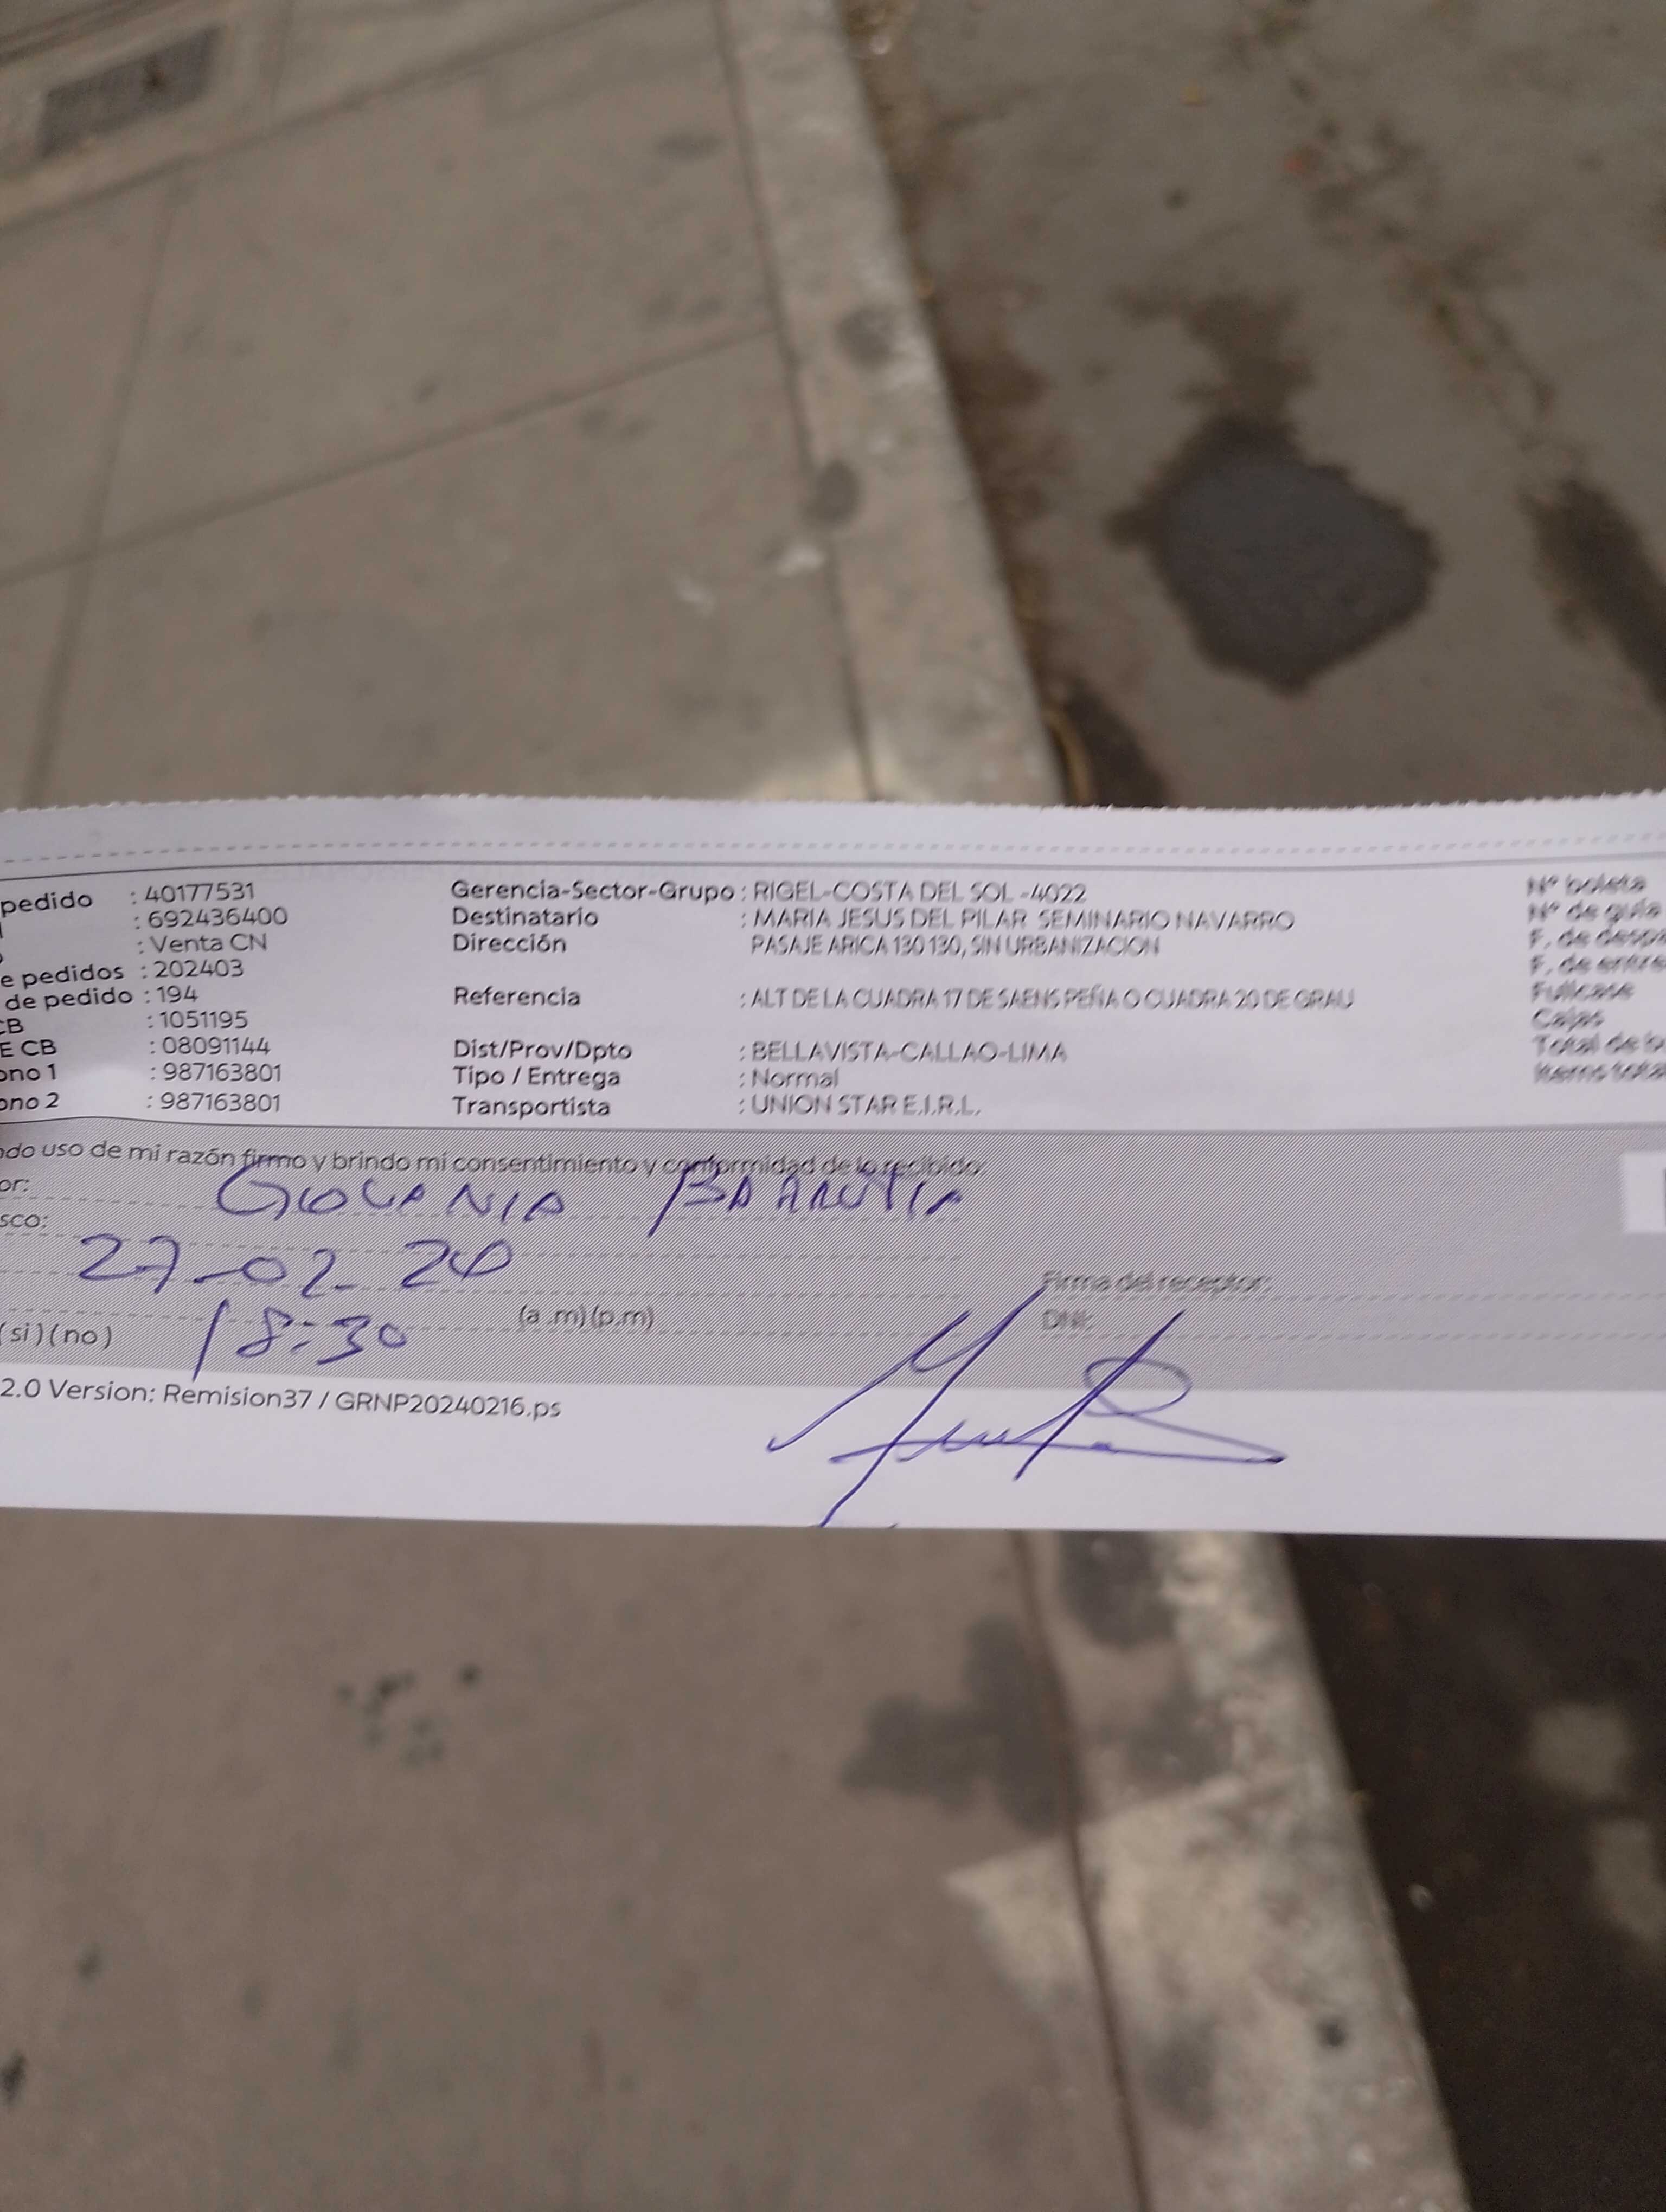 pedido : 40177531
: 692436400
: Venta CN
e pedidos : 202403
de pedido : 194
CB : 1051195
E CB : 08091144
ono 1 : 987163801
ono 2 : 987163801
Gerencia-Sector-Grupo : RIGEL-COSTA DEL SOL -4022
Destinatario : MARIA JESUS DEL PILAR SEMINARIO NAVARRO
Dirección PASAJE ARICA 130 130, SIN URBANIZACION
Referencia : ALT DE LA CUADRA 17 DE SAENS PEÑA O CUADRA 20 DE GRAU
Dist/Prov/Dpto : BELLAVISTA-CALLAO-LIMA
Tipo / Entrega : Normal
Transportista : UNION STAR E.I.R.L.
Nº boleta
Nº de guía
F. de despa
F. de entre
Fullcase
Cajas
Total de b
Items tota
ndo uso de mi razón firmo y brindo mi consentimiento y conformidad de lo recibido:
or:
sco:
27-02-24
18:30 (a.m)(p.m)
(si)(no)
Firma del receptor:
DNI:
2.0 Version: Remision37 / GRNP20240216.ps